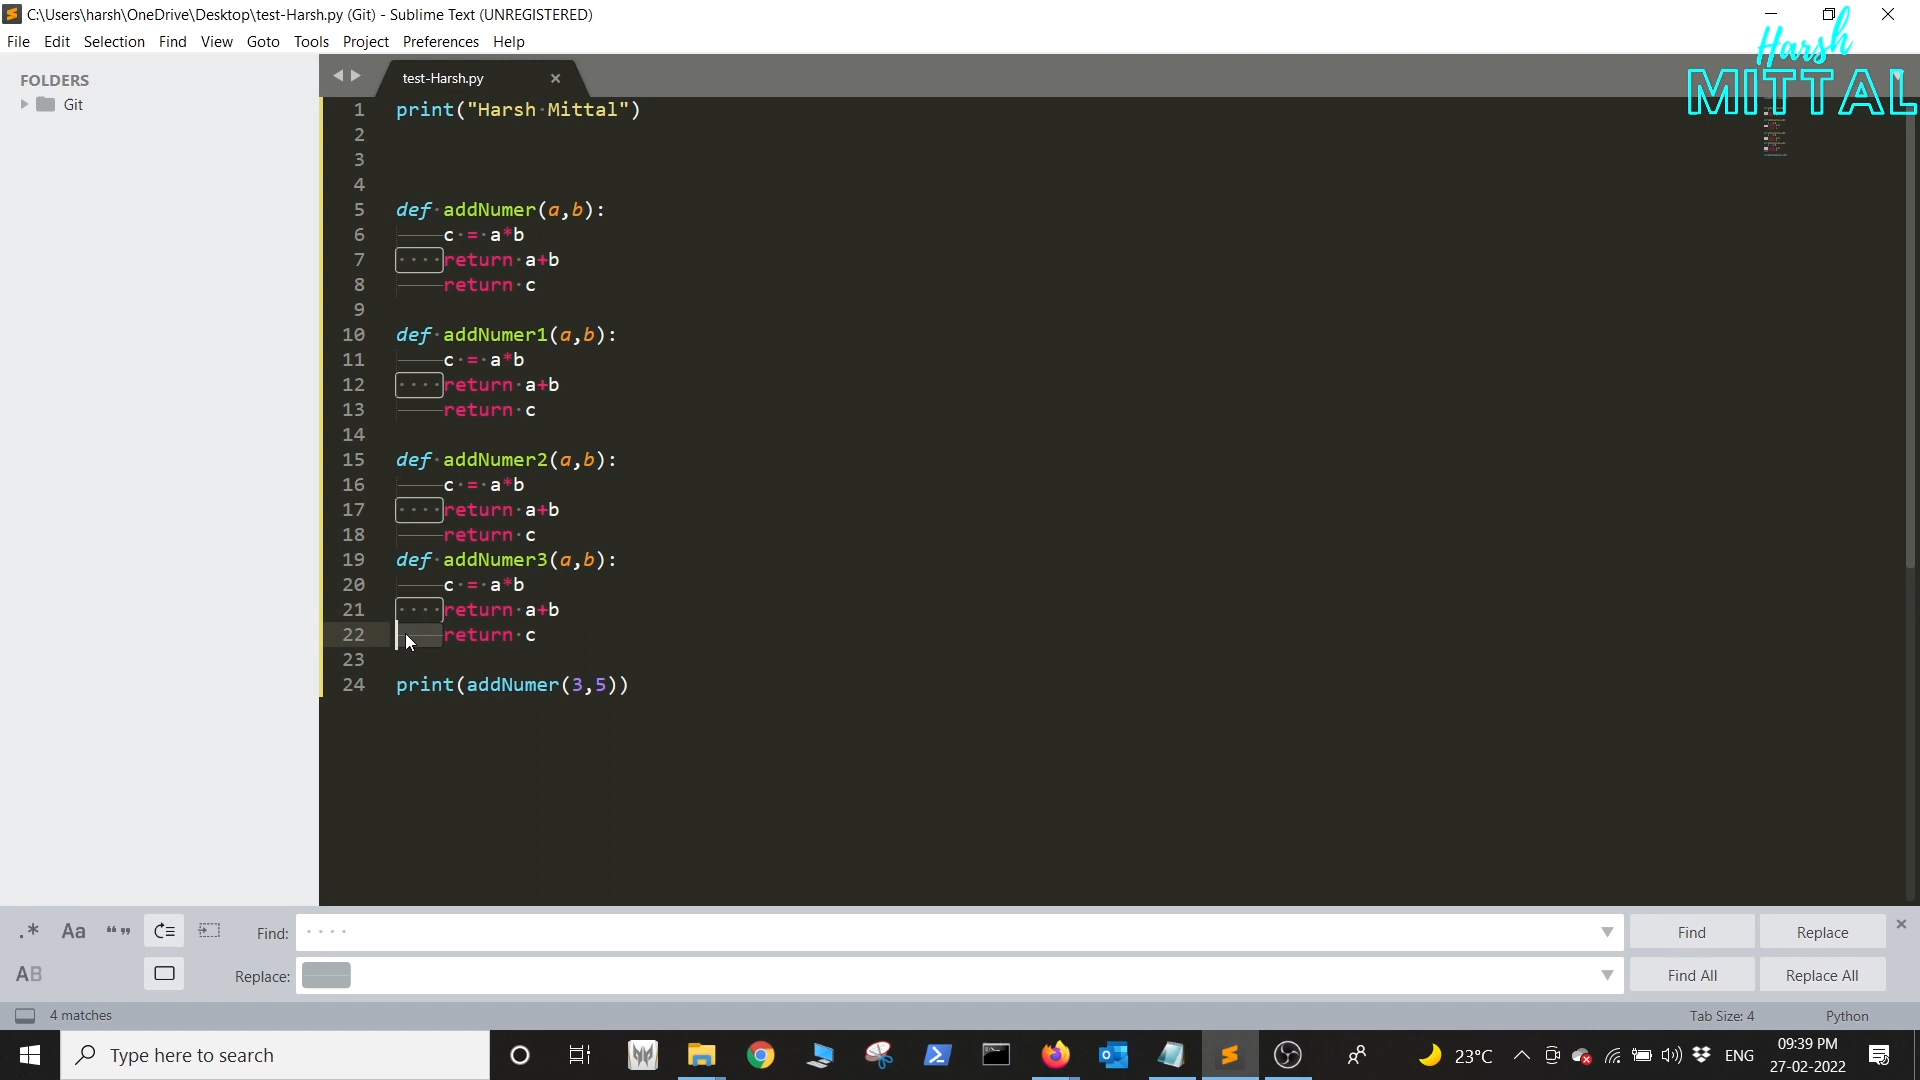 C:\Users\harsh\OneDrive\Desktop\test-Harsh.py (Git) - Sublime Text (UNREGISTERED)
File Edit Selection Find View Goto Tools Project Preferences Help
Harsh
MITTAL
FOLDERS
Git
test-Harsh.py
1 print("Harsh Mittal")
2
3
4
5 def addNumer(a,b):
6 c = a*b
7 return a+b
8 return c
9
10 def addNumer1(a,b):
11 c = a*b
12 return a+b
13 return c
14
15 def addNumer2(a,b):
16 c = a*b
17 return a+b
18 return c
19 def addNumer3(a,b):
20 c = a*b
21 return a+b
22 return c
23
24 print(addNumer(3,5))
.* Aa “” Find: Find Replace
AB Replace: Find All Replace All
4 matches Tab Size: 4 Python
Type here to search 23°C ENG 09:39 PM
27-02-2022